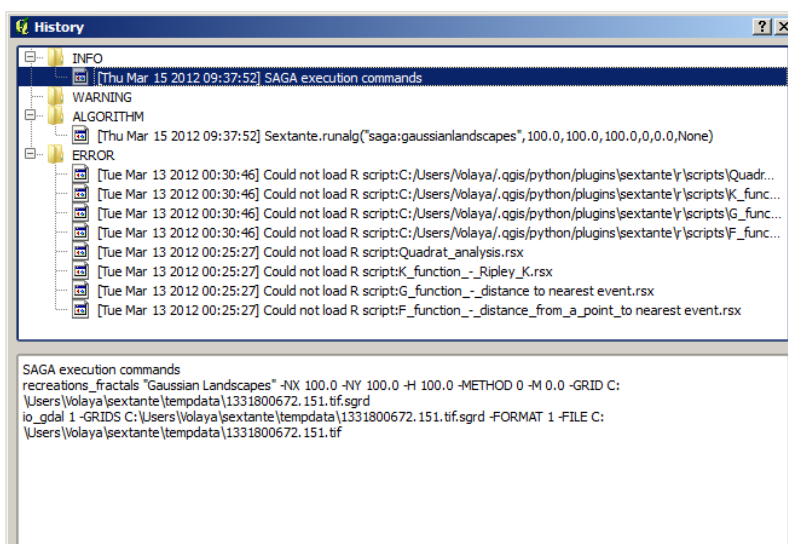 History
INFO
[Thu Mar 15 2012 09:37:52] SAGA execution commands
WARNING
ALGORITHM
[Thu Mar 15 2012 09:37:52] Sextante.runalg("saga:gaussianlandscapes",100.0,100.0,100.0,0,0.0,None)
ERROR
[Tue Mar 13 2012 00:30:46] Could not load R script:C:/Users/Volaya/.qgis/python/plugins\sextante\r\scripts\Quadr...
[Tue Mar 13 2012 00:30:46] Could not load R script:C:/Users/Volaya/.qgis/python/plugins\sextante\r\scripts\K_func...
[Tue Mar 13 2012 00:30:46] Could not load R script:C:/Users/Volaya/.qgis/python/plugins\sextante\r\scripts\G_func...
[Tue Mar 13 2012 00:30:46] Could not load R script:C:/Users/Volaya/.qgis/python/plugins\sextante\r\scripts\F_func...
[Tue Mar 13 2012 00:25:27] Could not load R script:Quadrat_analysis.rsx
[Tue Mar 13 2012 00:25:27] Could not load R script:K_function_-_Ripley_K.rsx
[Tue Mar 13 2012 00:25:27] Could not load R script:G_function_-_distance to nearest event.rsx
[Tue Mar 13 2012 00:25:27] Could not load R script:F_function_-_distance_from_a_point_to nearest event.rsx
SAGA execution commands
recreations_fractals "Gaussian Landscapes" -NX 100.0 -NY 100.0 -H 100.0 -METHOD 0 -M 0.0 -GRID C:
\Users\Volaya\sextante\tempdata\1331800672.151.tif.sgrd
io_gdal 1 -GRIDS C:\Users\Volaya\sextante\tempdata\1331800672.151.tif.sgrd -FORMAT 1 -FILE C:
\Users\Volaya\sextante\tempdata\1331800672.151.tif